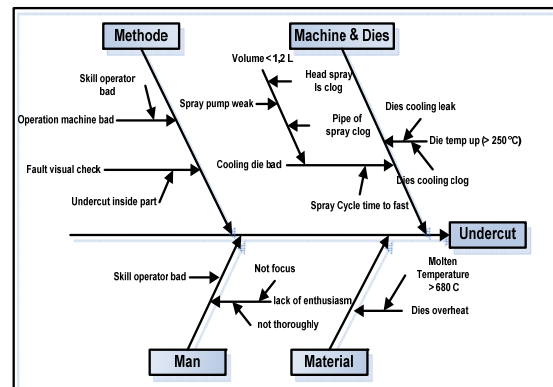 Methode
Machine & Dies
Skill operator
bad
Operation machine bad
Fault visual check
Undercut inside part
Volume < 1,2 L
Head spray
Is clog
Spray pump weak
Pipe of
spray clog
Cooling die bad
Spray Cycle time to fast
Dies cooling leak
Die temp up (> 250°C)
Dies cooling clog
Undercut
Skill operator bad
Not focus
lack of enthusiasm
not thoroughly
Molten
Temperature
> 680 C
Dies overheat
Man
Material